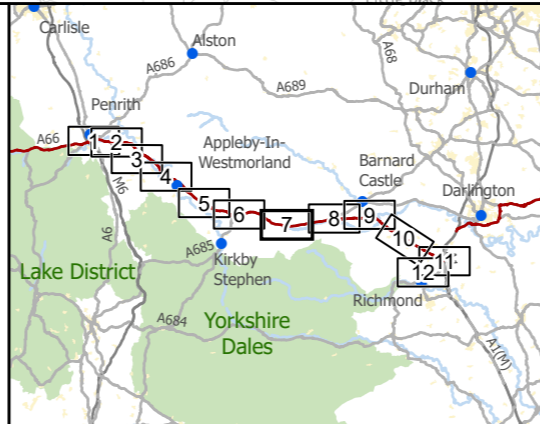 Carlisle
Alston
A68
A686
A689
Durham
Penrith
A66
1
2
3
Appleby-In-
Westmorland
Barnard
Castle
M6
4
5
6
7
8
9
Darlington
10
A6
A685
Kirkby
Stephen
11
12
Lake District
Richmond
A684
Yorkshire
Dales
A1(M)